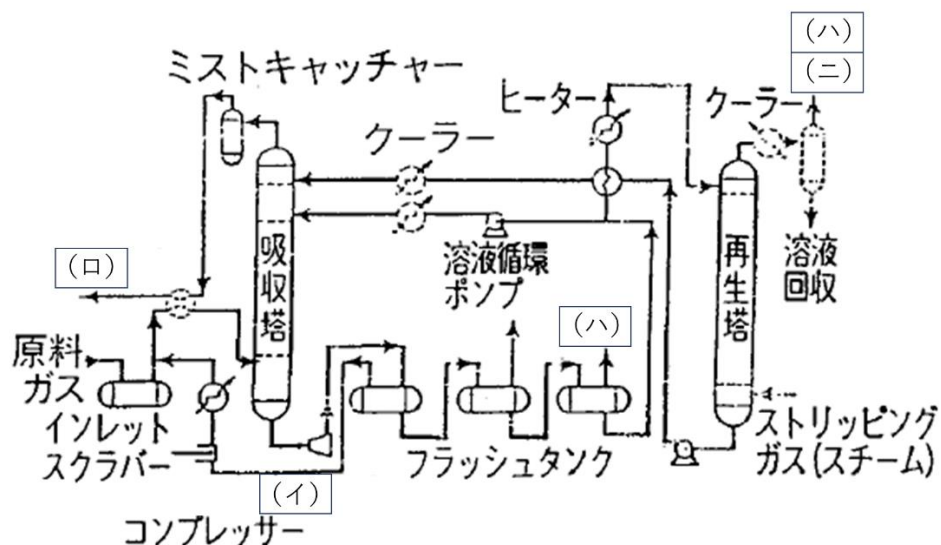 (ハ)
(ニ)
ミストキャッチャー
ヒーター
クーラー
クーラー
吸収塔
再生塔
溶液循環
ポンプ
溶液
回収
(ロ)
(ハ)
原料
ガス
インレット
スクラバー
フラッシュタンク
ストリッピング
ガス(スチーム)
(イ)
コンプレッサー